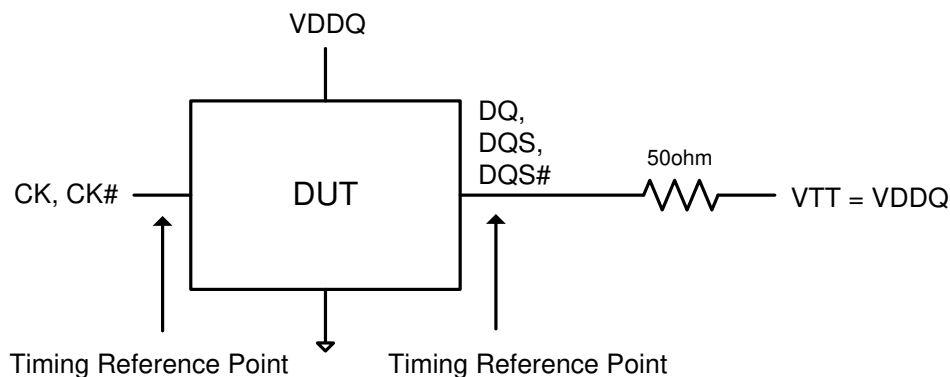 VDDQ
DQ,
DQS,
DQS#
50ohm
CK, CK#
DUT
VTT = VDDQ
Timing Reference Point
Timing Reference Point